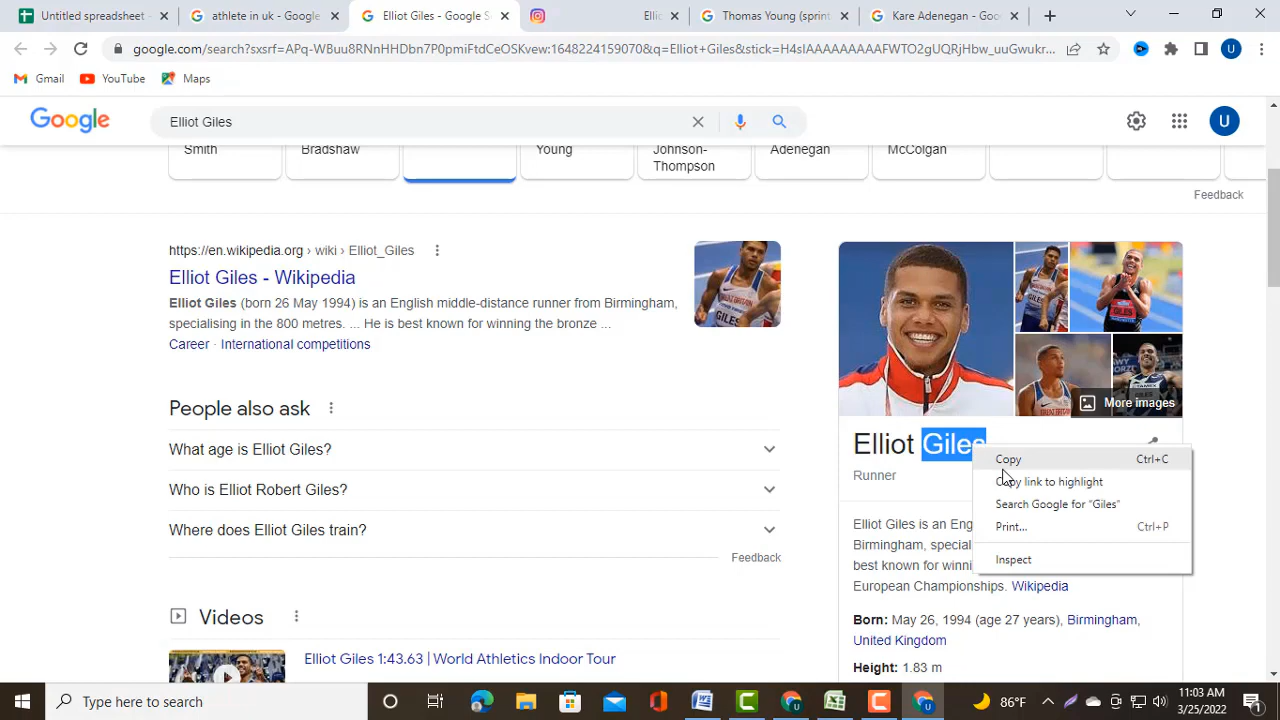 Untitled spreadsheet
athlete in uk - Google
Elliot Giles - Google S
Ellic
Thomas Young (sprint
Kare Adenegan - Goo
google.com/search?sxsrf=APq-WBuu8RNnHHDbn7P0pmiFtdCeOSKvew:1648224159070&q=Elliot+Giles&stick=H4sIAAAAAAAAAFWTO2gUQRjHbw_uuGwukr...
U
Gmail
YouTube
Maps
Google
Elliot Giles
U
Smith
Bradshaw
Young
Johnson-
Thompson
Adenegan
McColgan
Feedback
https://en.wikipedia.org › wiki › Elliot_Giles
Elliot Giles - Wikipedia
Elliot Giles (born 26 May 1994) is an English middle-distance runner from Birmingham,
specialising in the 800 metres. ... He is best known for winning the bronze ...
Career · International competitions
People also ask
What age is Elliot Giles?
Who is Elliot Robert Giles?
Where does Elliot Giles train?
Feedback
Videos
Elliot Giles 1:43.63 | World Athletics Indoor Tour
GILES
More images
Elliot Giles
Runner
Copy Ctrl+C
Copy link to highlight
Search Google for "Giles"
Print... Ctrl+P
Inspect
Elliot Giles is an Eng
Birmingham, special
best known for winni
European Championships. Wikipedia
Born: May 26, 1994 (age 27 years), Birmingham,
United Kingdom
Height: 1.83 m
Type here to search
86°F
11:03 AM
3/25/2022
1